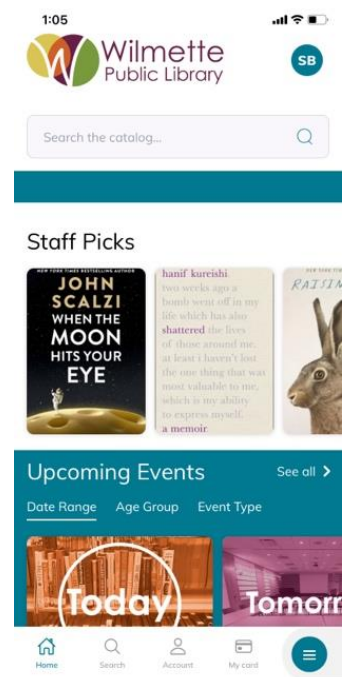 1:05
Wilmette
Public Library
SB
Search the catalog...
Staff Picks
NEW YORK TIMES BESTSELLING AUTHOR
JOHN
SCALZI
WHEN THE
MOON
HITS YOUR
EYE
hanif kureishi
two weeks ago a
bomb went off in my
life which has also
shattered the lives
of those around me.
at least i haven't lost
the one thing that was
most valuable to me,
which is my ability
to express myself.
a memoir
RAISIN
Upcoming Events
See all
Date Range Age Group Event Type
Today
Tomorr
Home Search Account My card